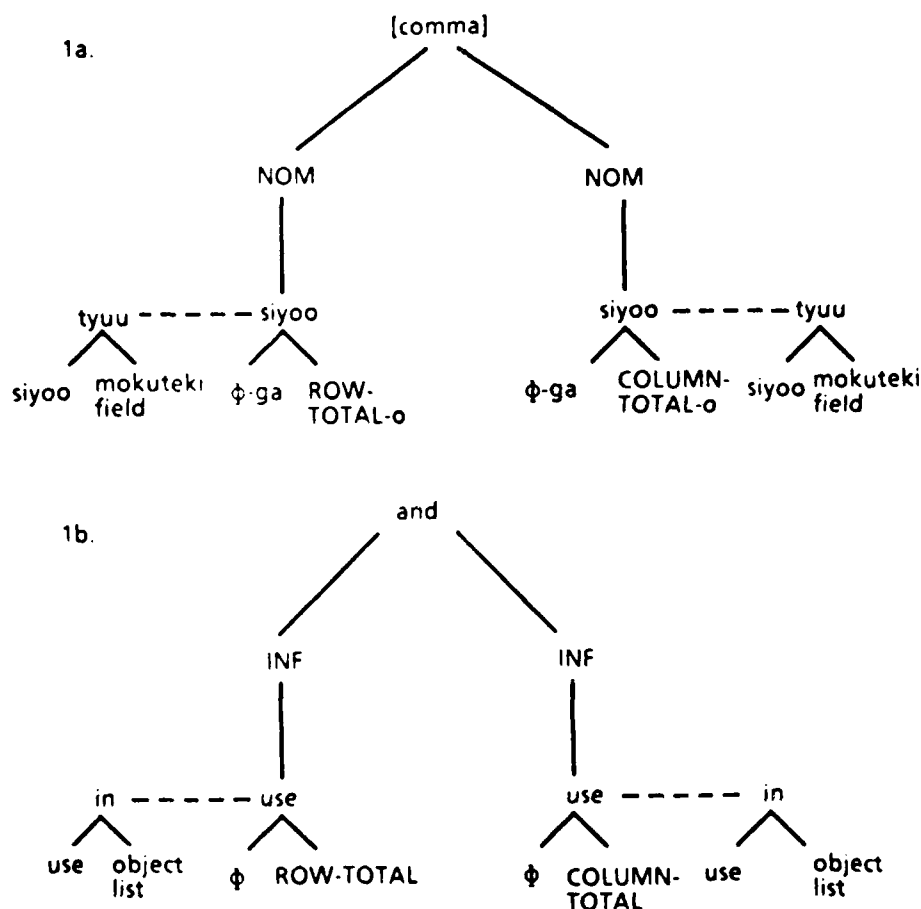 1a.
[comma]
NOM NOM
tyuu siyoo siyoo tyuu
siyoo mokuteki field ϕ-ga ROW-TOTAL-o ϕ-ga COLUMN-TOTAL-o siyoo mokuteki field
1b.
and
INF INF
in use use in
use object list ϕ ROW-TOTAL ϕ COLUMN-TOTAL use object list